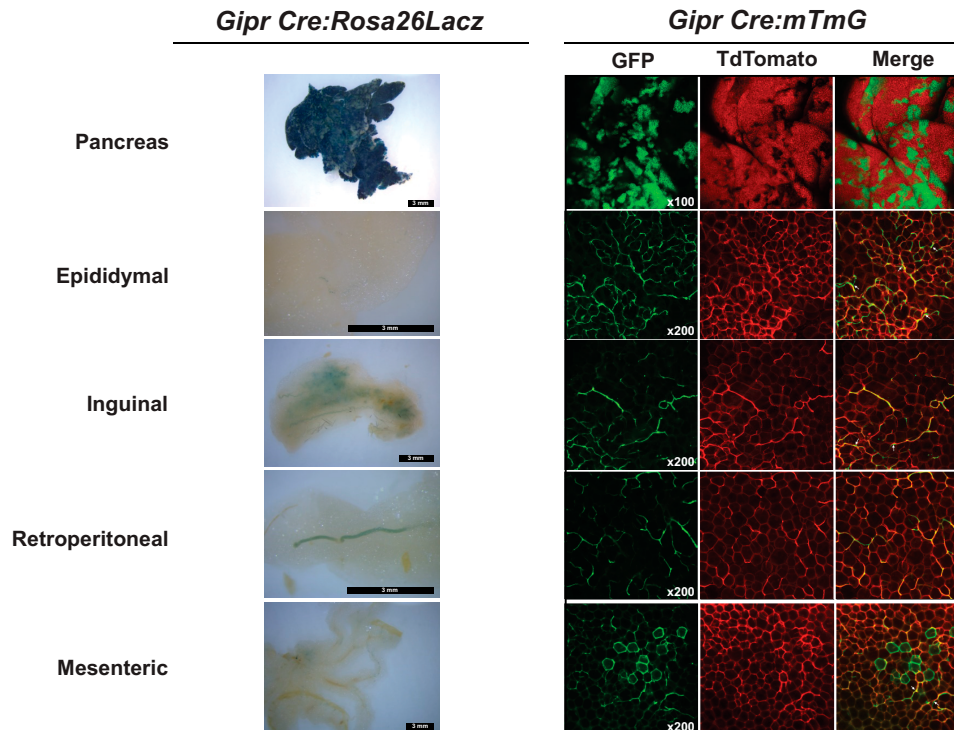 Gipr Cre:Rosa26Lacz
Gipr Cre:mTmG
GFP TdTomato Merge
Pancreas
3 mm
x100
Epididymal
3 mm
x200
Inguinal
3 mm
x200
Retroperitoneal
3 mm
x200
Mesenteric
3 mm
x200